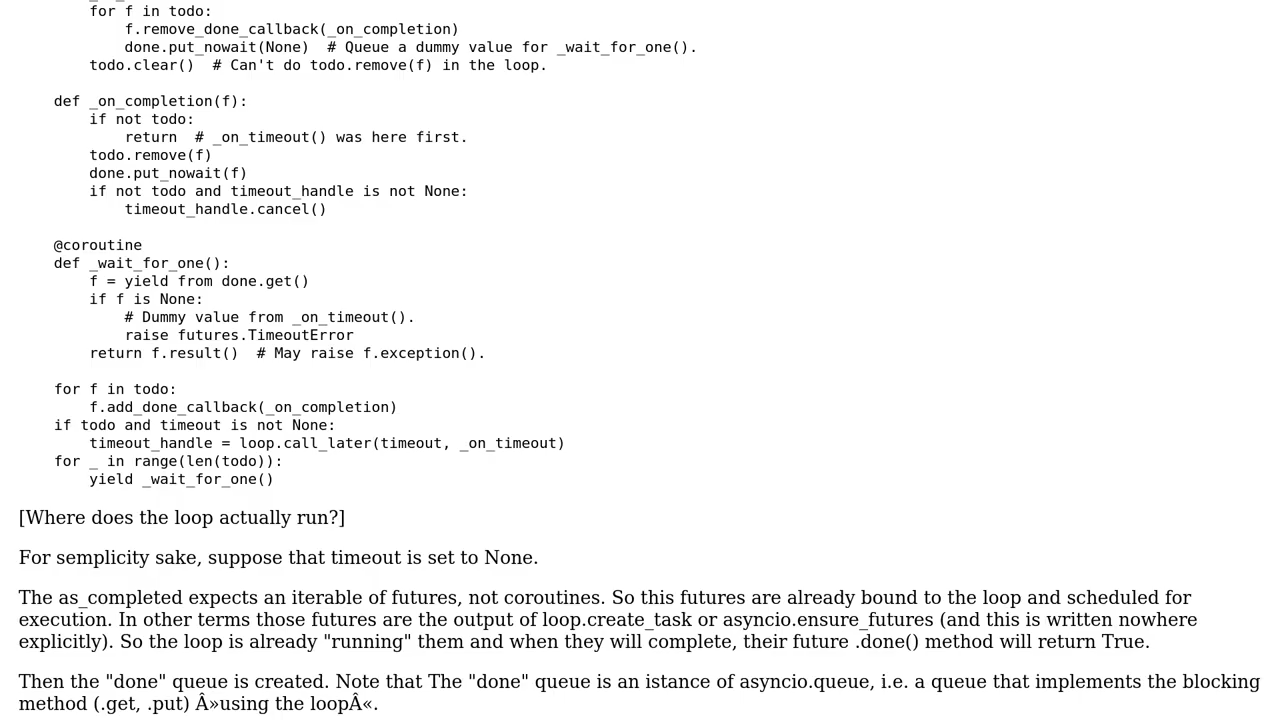 for f in todo:
f.remove_done_callback(_on_completion)
done.put_nowait(None)  # Queue a dummy value for _wait_for_one().
todo.clear()  # Can't do todo.remove(f) in the loop.
def _on_completion(f):
if not todo:
return  # _on_timeout() was here first.
todo.remove(f)
done.put_nowait(f)
if not todo and timeout_handle is not None:
timeout_handle.cancel()
@coroutine
def _wait_for_one():
f = yield from done.get()
if f is None:
# Dummy value from _on_timeout().
raise futures.TimeoutError
return f.result()  # May raise f.exception().
for f in todo:
f.add_done_callback(_on_completion)
if todo and timeout is not None:
timeout_handle = loop.call_later(timeout, _on_timeout)
for _ in range(len(todo)):
yield _wait_for_one()
[Where does the loop actually run?]
For semplicity sake, suppose that timeout is set to None.
The as_completed expects an iterable of futures, not coroutines. So this futures are already bound to the loop and scheduled for
execution. In other terms those futures are the output of loop.create_task or asyncio.ensure_futures (and this is written nowhere
explicitly). So the loop is already "running" them and when they will complete, their future .done() method will return True.
Then the "done" queue is created. Note that The "done" queue is an istance of asyncio.queue, i.e. a queue that implements the blocking
method (.get, .put) Â»using the loopÂ«.